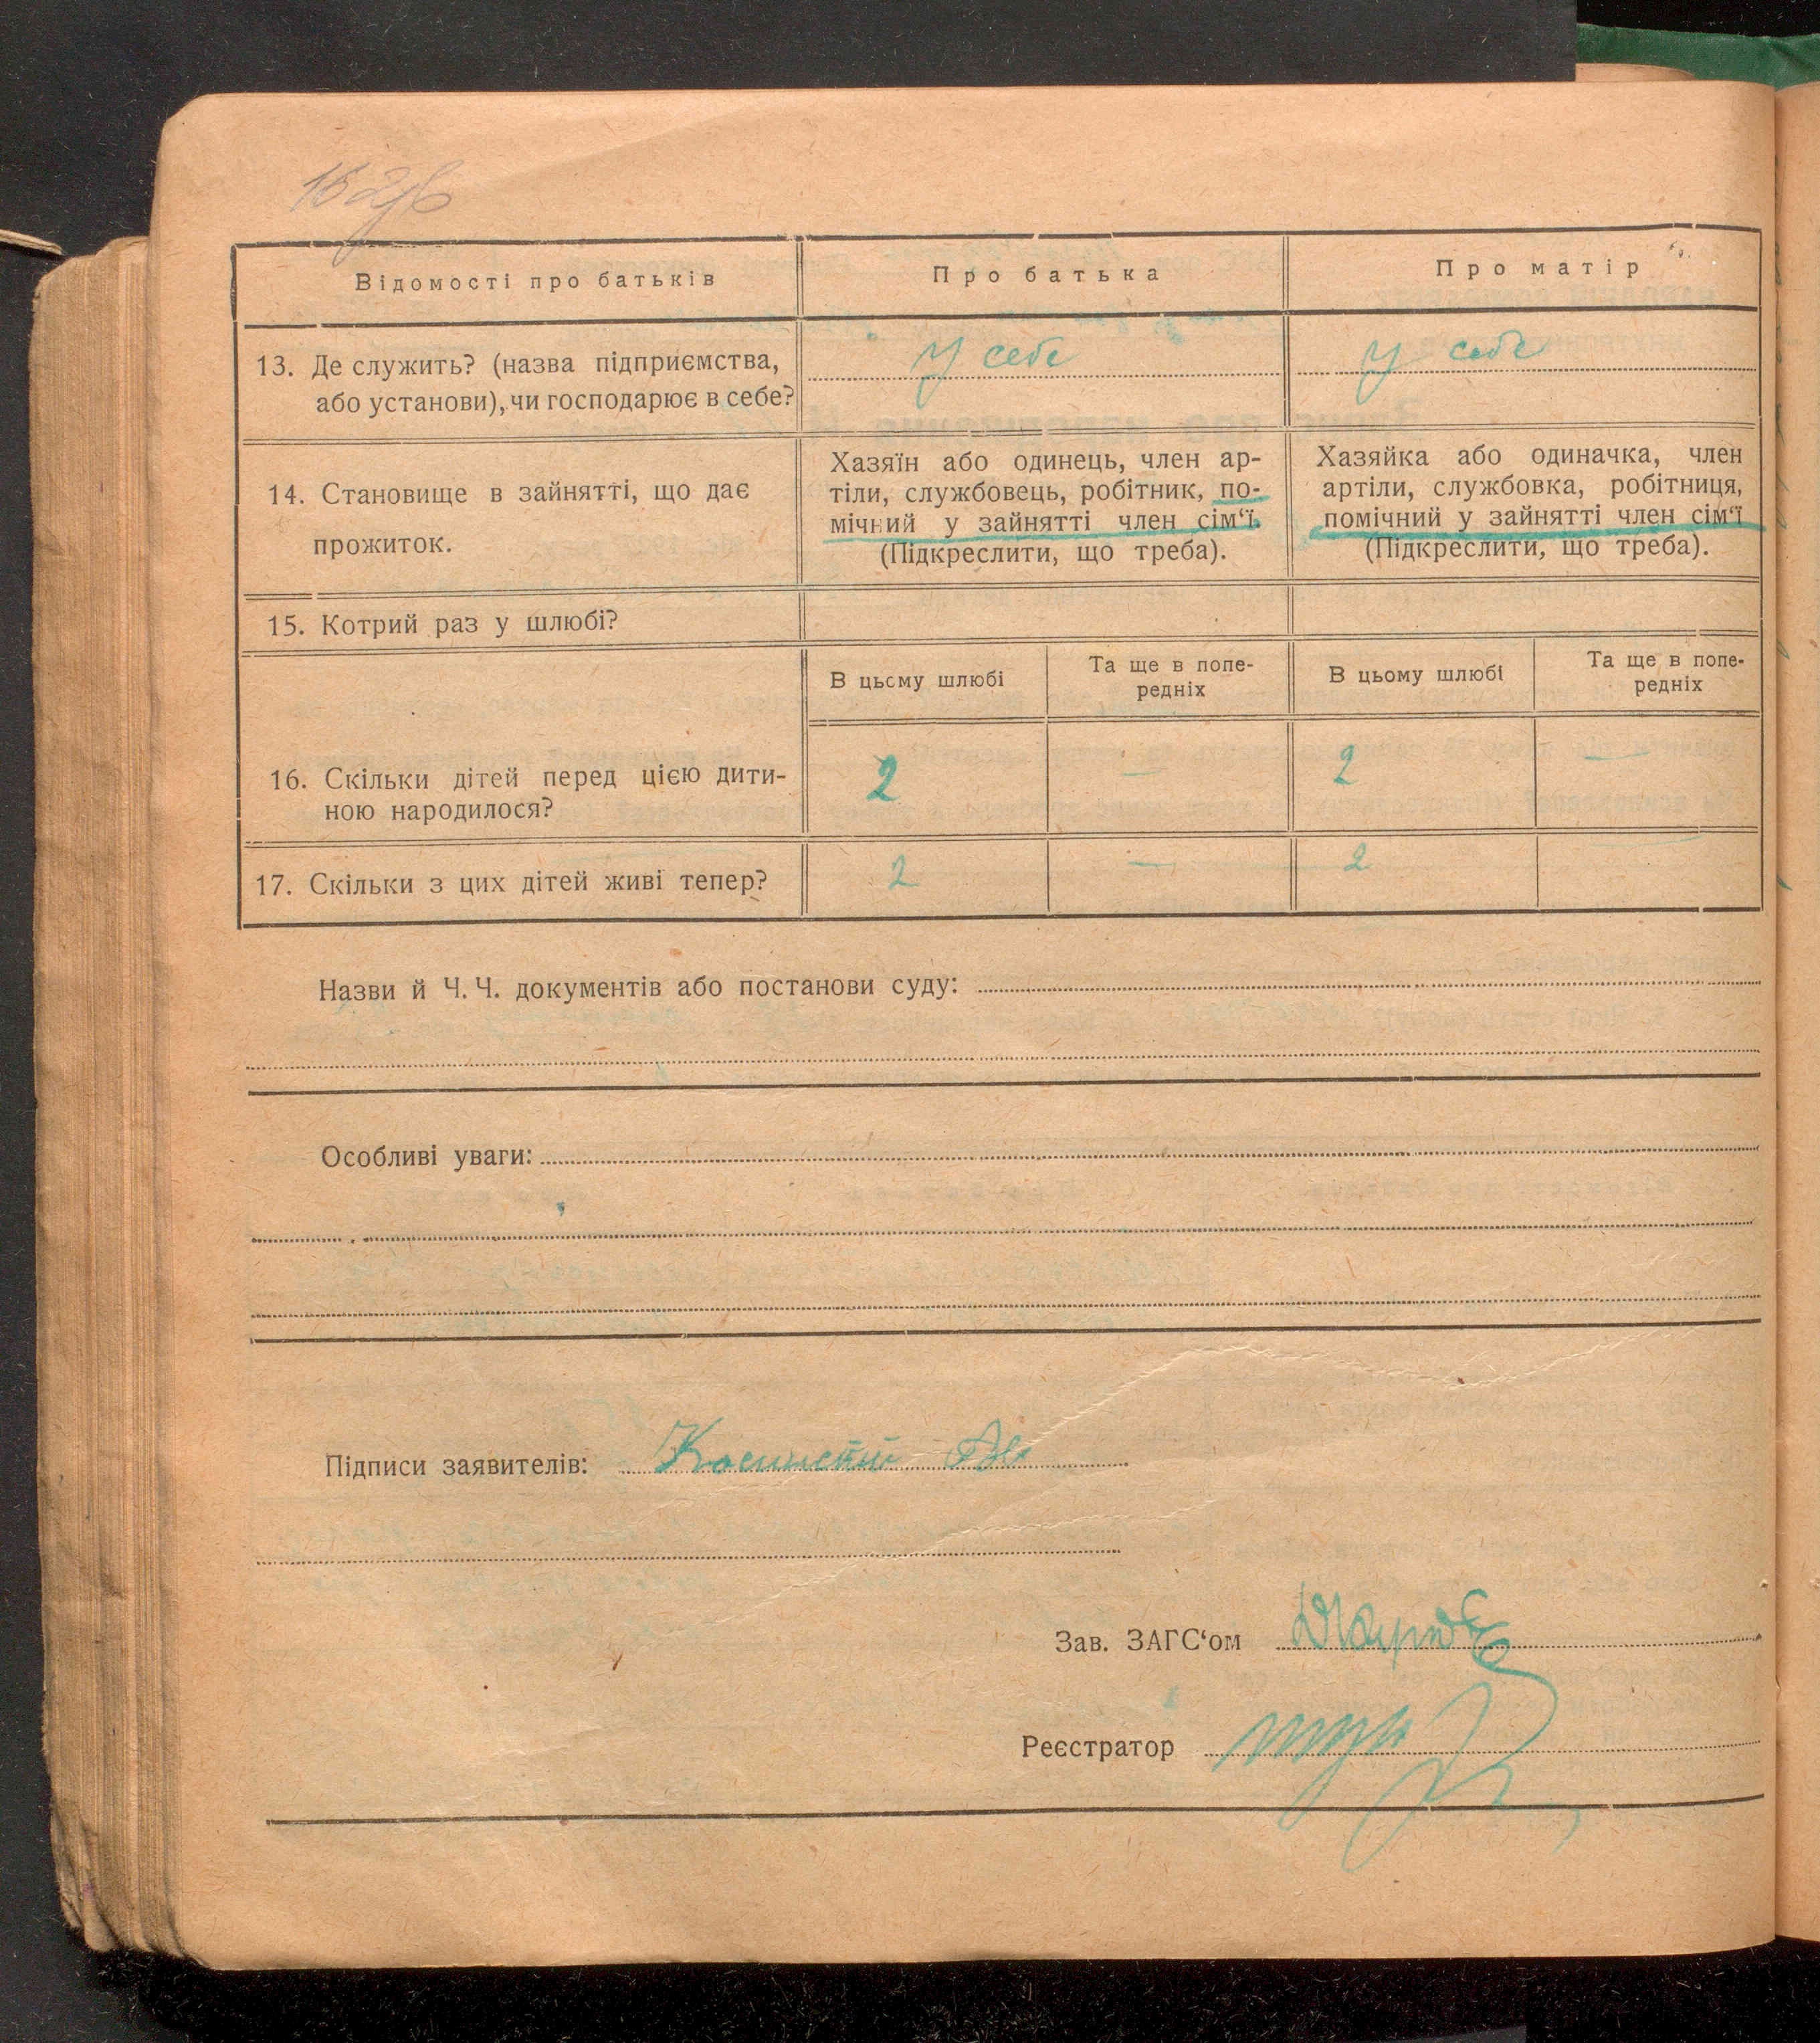 Відомості про батьків
Про батька
Про матір
13. Де служить? (назва підприємства,
або установи), чи господарює в себе?
У себе
У себе
14. Становище в зайнятті, що дає
прожиток.
Хазяїн або одинець, член ар-
тіли, службовець, робітник, по-
мічний у зайнятті член сім‘ї.
(Підкреслити, що треба).
Хазяйка або одиначка, член
артіли, службовка, робітниця,
помічний у зайнятті член сім‘ї
(Підкреслити, що треба).
15. Котрий раз у шлюбі?
В цьому шлюбі
Та ще в попе-
редніх
В цьому шлюбі
Та ще в попе-
редніх
16. Скільки дітей перед цією дити-
ною народилося?
2
—
2
—
17. Скільки з цих дітей живі тепер?
2
—
2
Назви й Ч. Ч. документів або постанови суду:
Особливі уваги:
Підписи заявителів:
Зав. ЗАГС‘ом
Реєстратор